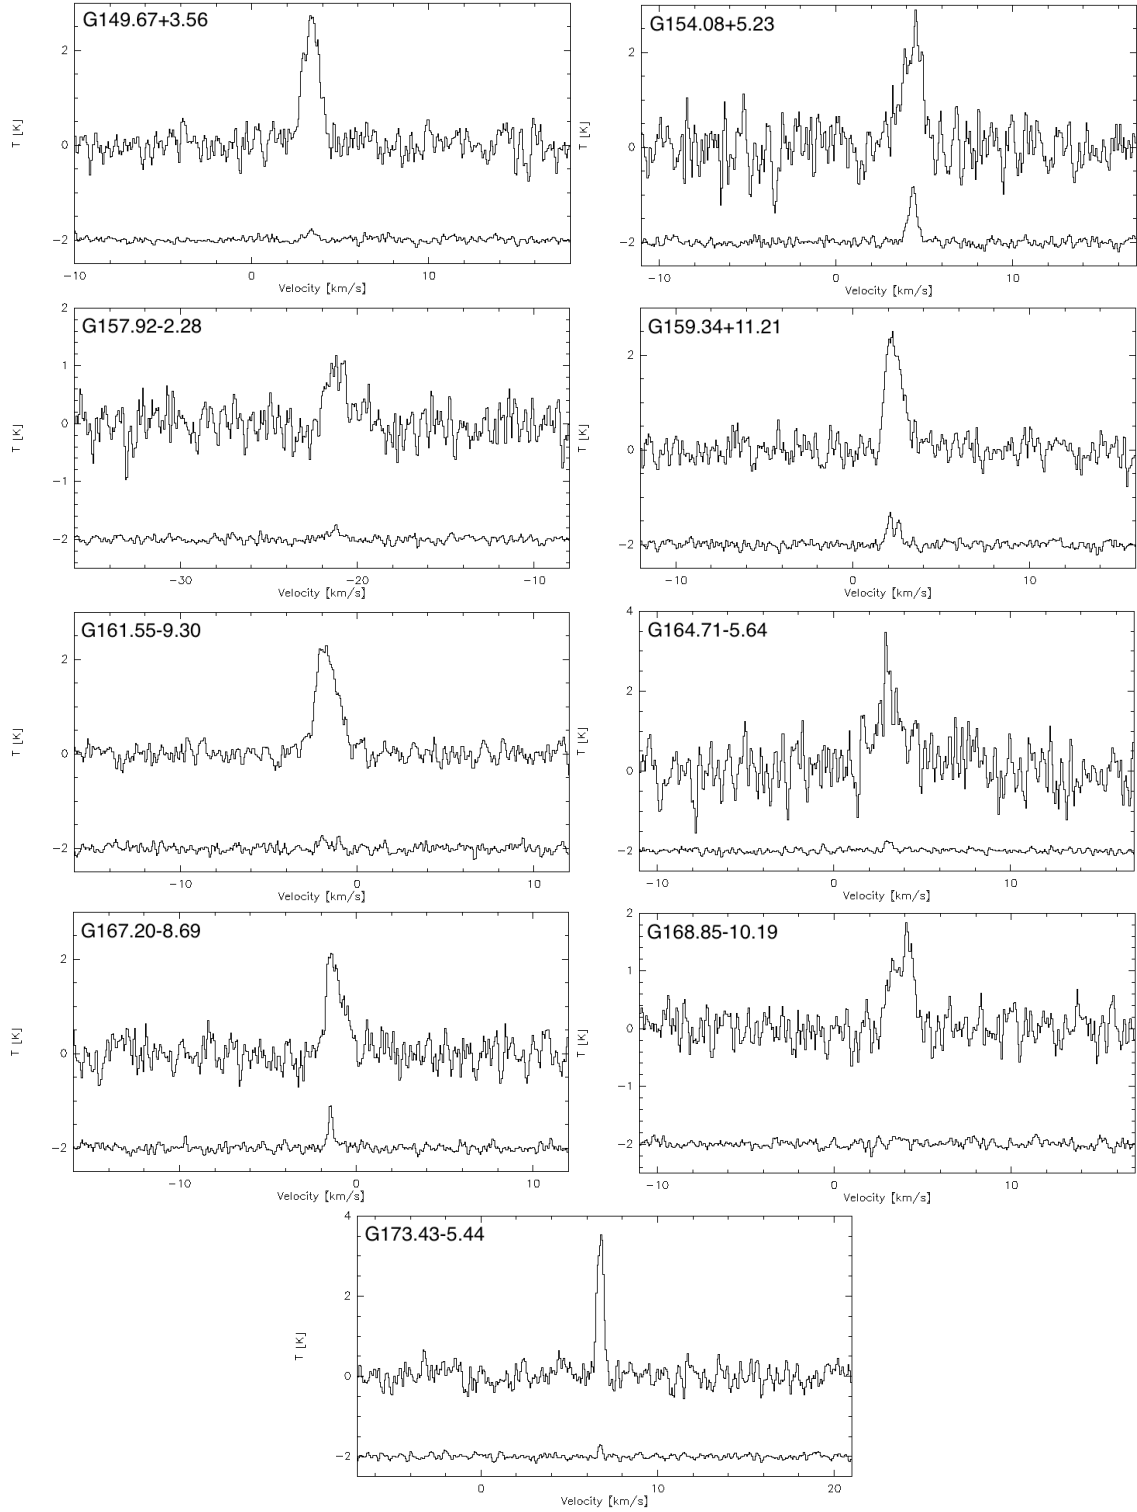 G149.67+3.56
2
0
−2
T [K]
−10
0
10
Velocity [km/s]
G154.08+5.23
2
0
−2
T [K]
−10
0
10
Velocity [km/s]
G157.92-2.28
2
1
0
−1
−2
T [K]
−30
−20
−10
Velocity [km/s]
G159.34+11.21
2
0
−2
T [K]
−10
0
10
Velocity [km/s]
G161.55-9.30
2
0
−2
T [K]
−10
0
10
Velocity [km/s]
G164.71-5.64
4
2
0
−2
T [K]
−10
0
10
Velocity [km/s]
G167.20-8.69
2
0
−2
T [K]
−10
0
10
Velocity [km/s]
G168.85-10.19
2
1
0
−1
−2
T [K]
−10
0
10
Velocity [km/s]
G173.43-5.44
4
2
0
−2
T [K]
0
10
20
Velocity [km/s]